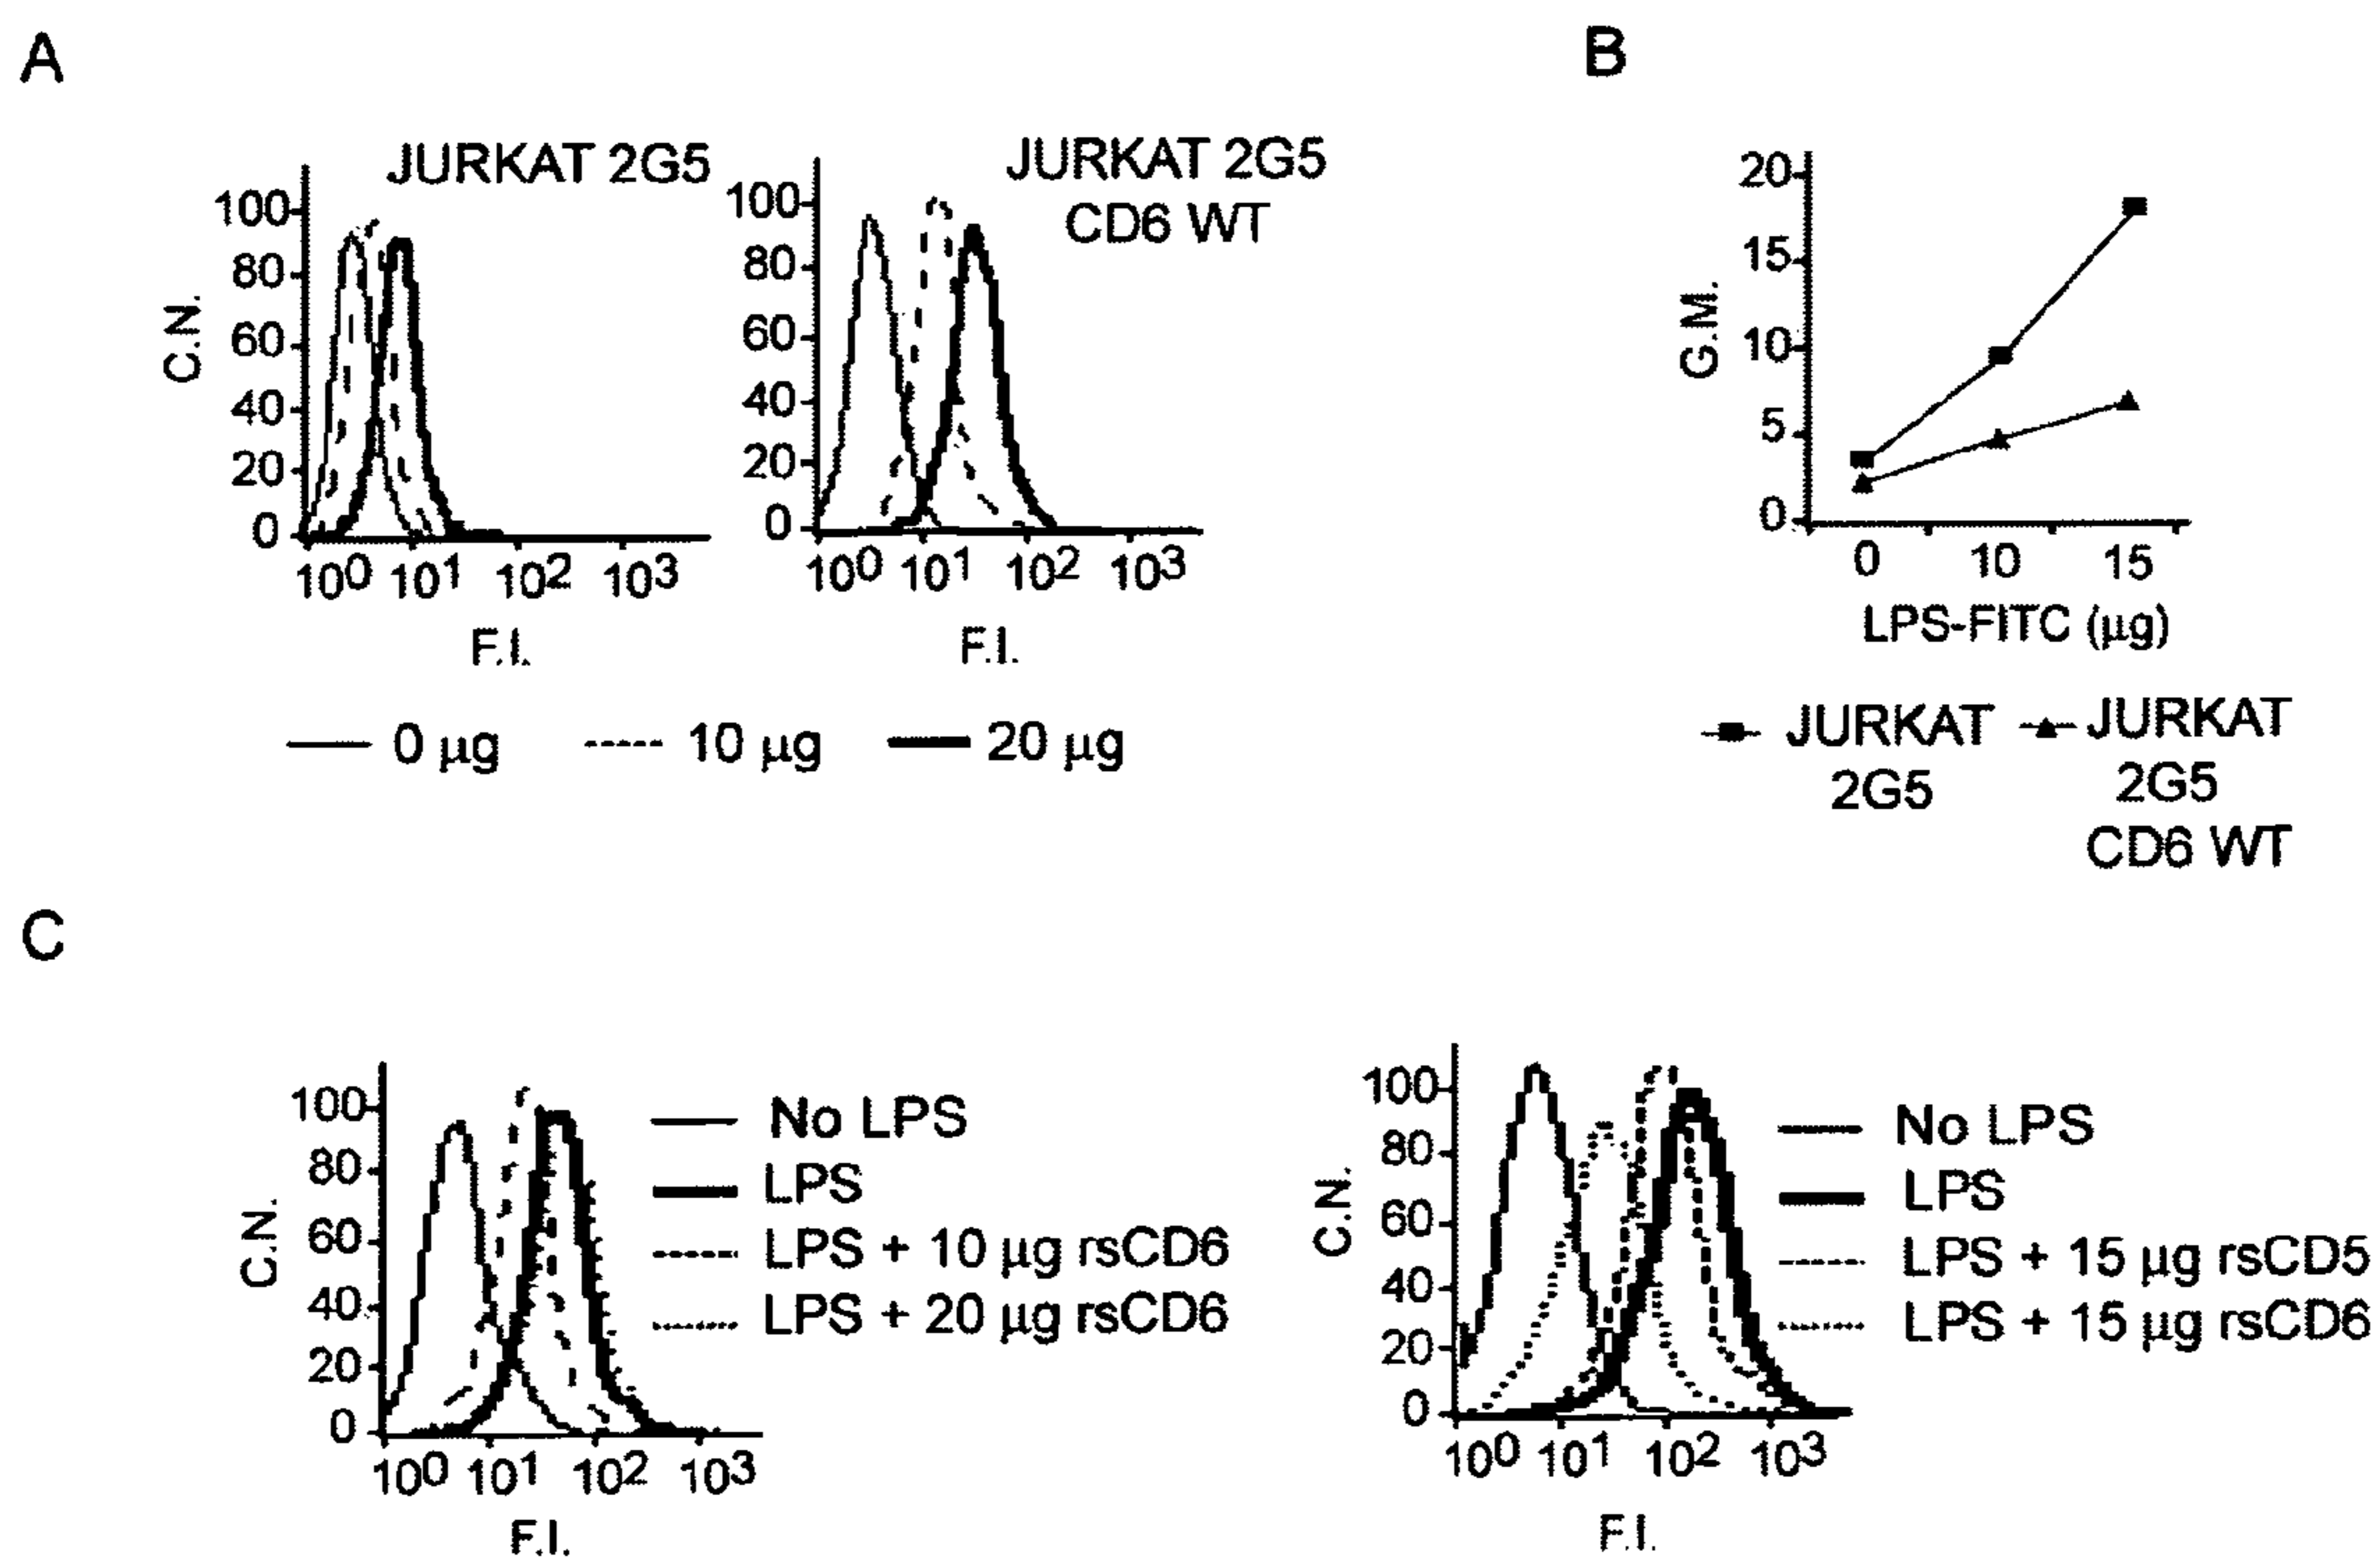 A
B
JURKAT 2G5
JURKAT 2G5
CD6 WT
100
80
60
40
20
0
C.N.
10⁰ 10¹ 10² 10³
F.I.
100
80
60
40
20
0
10⁰ 10¹ 10² 10³
F.I.
0 µg 10 µg 20 µg
20
15
10
5
0
G.M.
0 10 15
LPS-FITC (µg)
JURKAT
2G5
JURKAT
2G5
CD6 WT
C
100
80
60
40
20
0
C.N.
10⁰ 10¹ 10² 10³
F.I.
No LPS
LPS
LPS + 10 µg rsCD6
LPS + 20 µg rsCD6
100
80
60
40
20
0
C.N.
10⁰ 10¹ 10² 10³
F.I.
No LPS
LPS
LPS + 15 µg rsCD5
LPS + 15 µg rsCD6